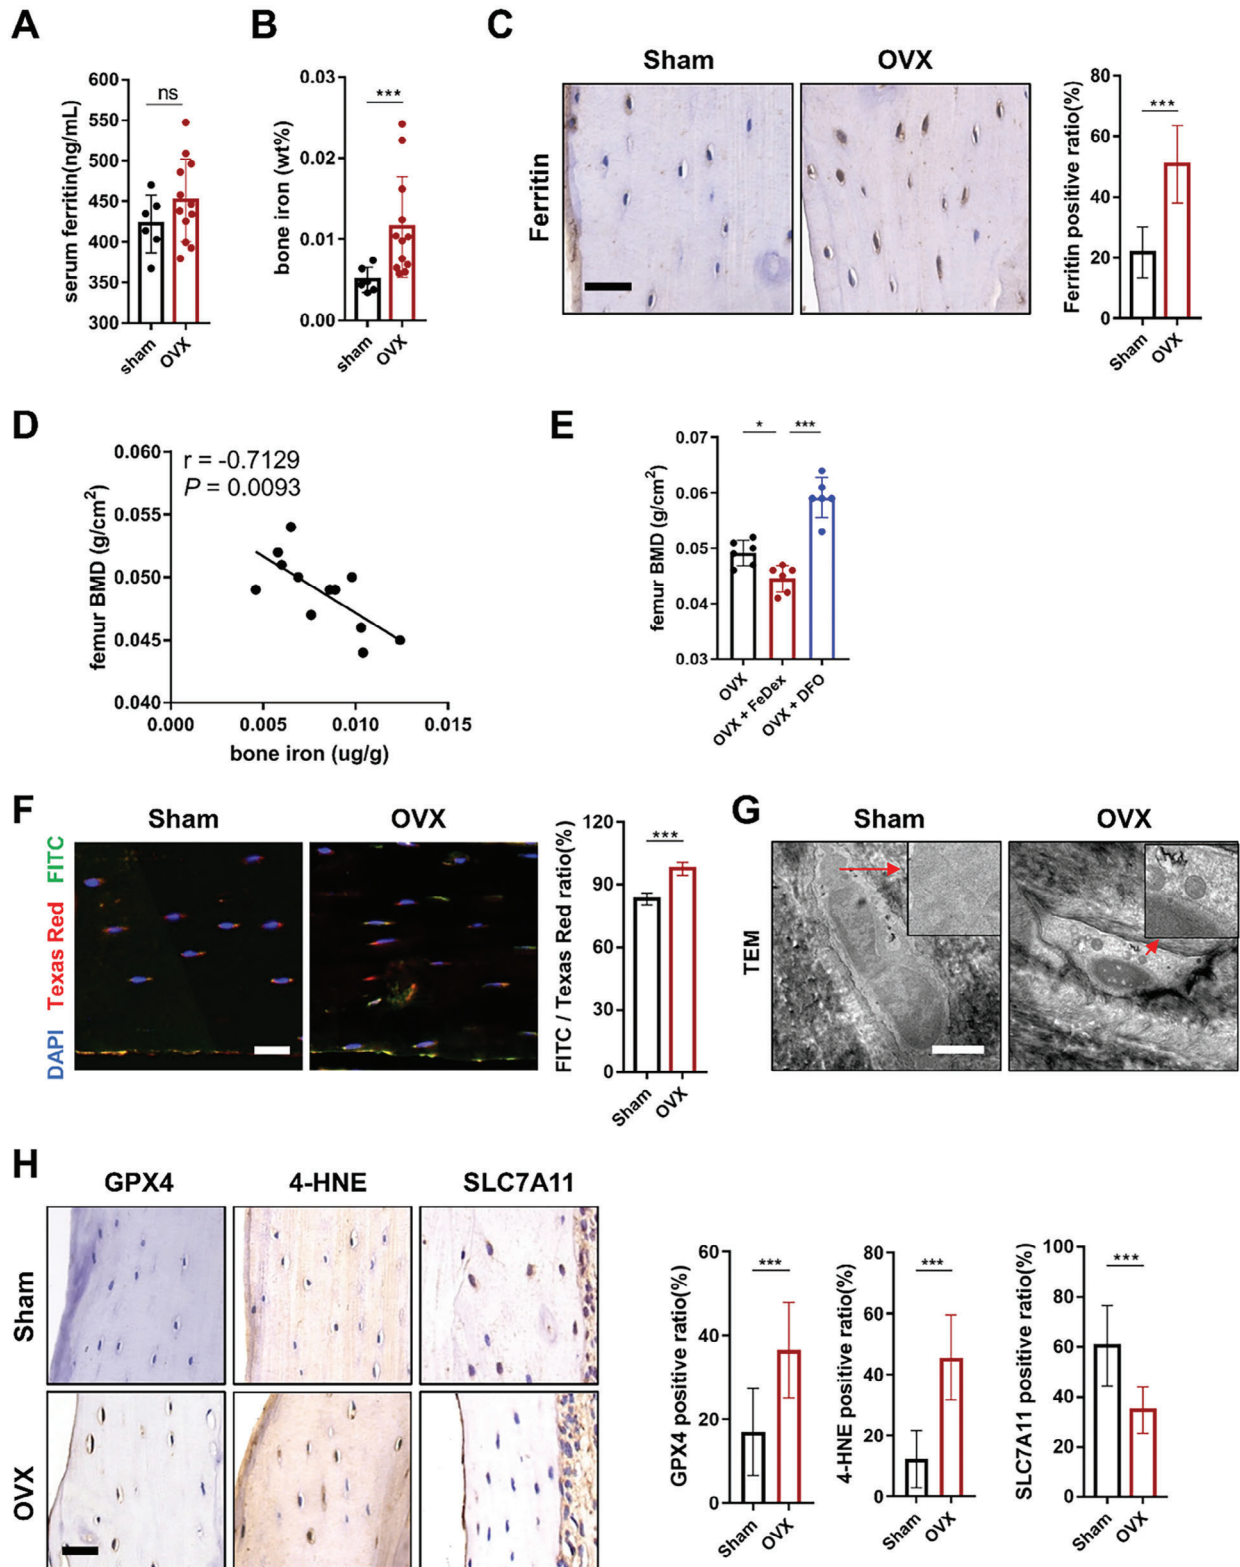 A
serum ferritin(ng/mL)
600
550
500
450
400
350
300
ns
sham
OVX
B
bone iron (wt%)
0.03
0.02
0.01
0.00
***
sham
OVX
C
Sham
OVX
Ferritin
Ferritin positive ratio(%)
80
60
40
20
0
***
Sham
OVX
D
femur BMD (g/cm²)
0.060
0.055
0.050
0.045
0.040
r = -0.7129
P = 0.0093
0.000 0.005 0.010 0.015
bone iron (ug/g)
E
femur BMD (g/cm²)
0.07
0.06
0.05
0.04
0.03
* ***
OVX
OVX + FeDex
OVX + DFO
F
Sham
OVX
DAPI Texas Red FITC
FITC / Texas Red ratio(%)
120
90
60
30
0
***
Sham
OVX
G
Sham
OVX
TEM
H
GPX4
4-HNE
SLC7A11
Sham
OVX
GPX4 positive ratio(%)
60
40
20
0
***
Sham
OVX
4-HNE positive ratio(%)
80
60
40
20
0
***
Sham
OVX
SLC7A11 positive ratio(%)
100
80
60
40
20
0
***
Sham
OVX